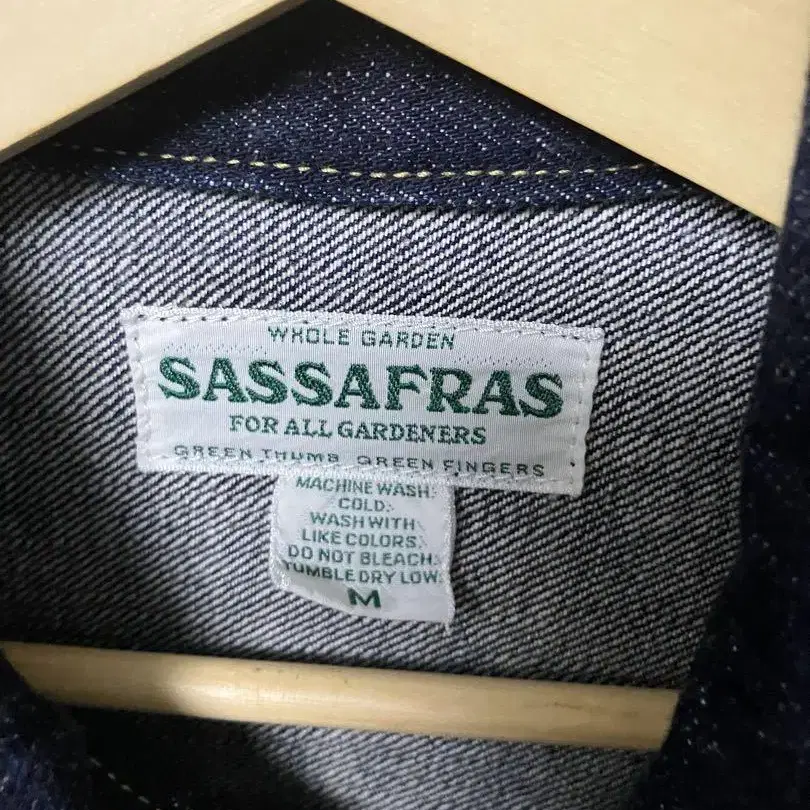 WHOLE GARDEN
SASSAFRAS
FOR ALL GARDENERS
GREEN THUMB GREEN FINGERS
MACHINE WASH.
COLD.
WASH WITH
LIKE COLORS.
DO NOT BLEACH.
TUMBLE DRY LOW.
M